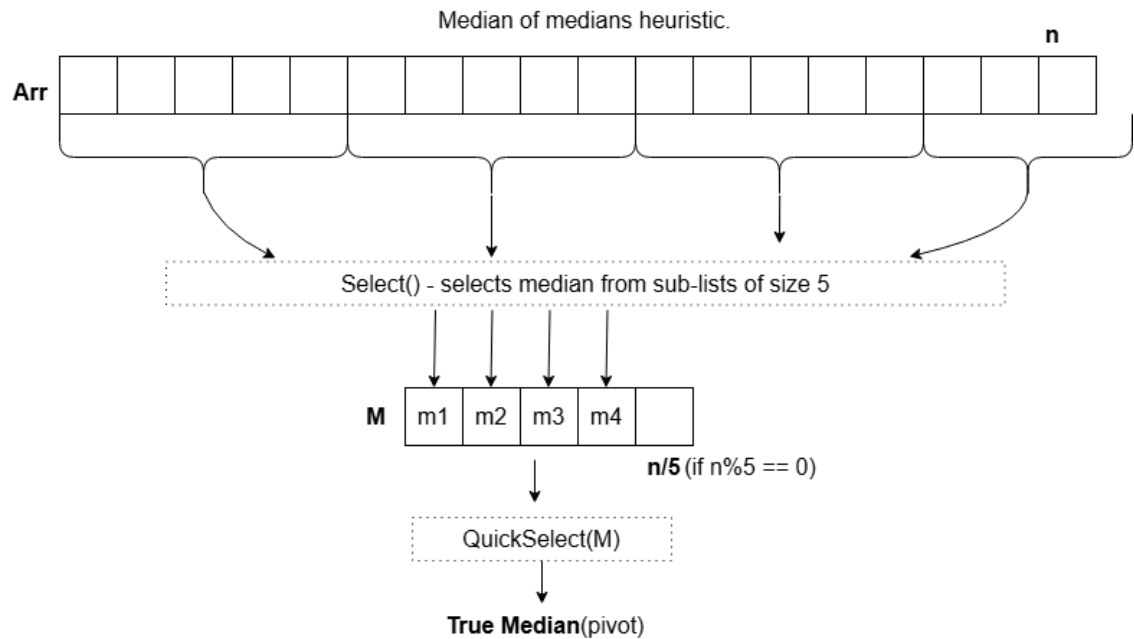 Median of medians heuristic.
n
Arr
Select() - selects median from sub-lists of size 5
M m1 m2 m3 m4
n/5 (if n%5 == 0)
QuickSelect(M)
True Median(pivot)